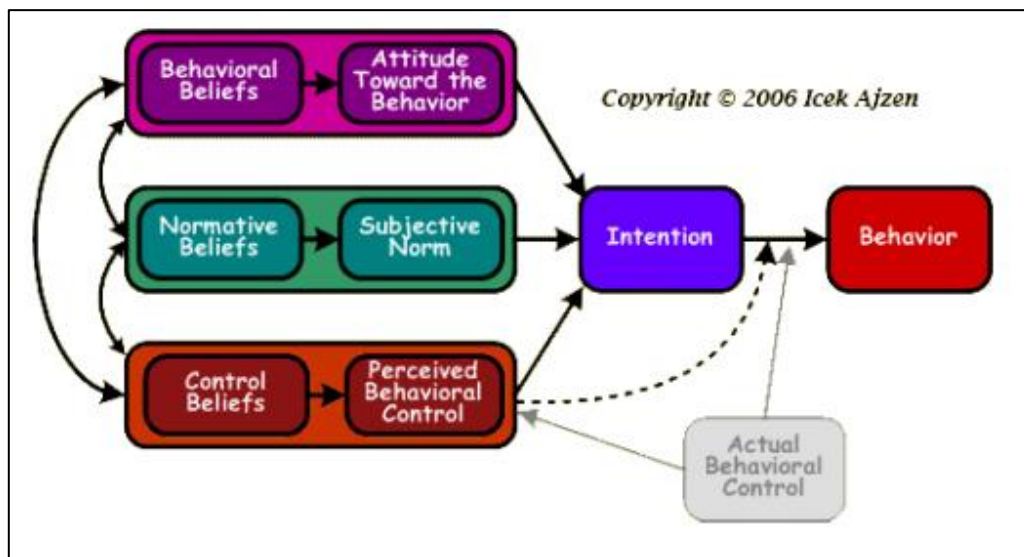 Behavioral
Beliefs
Attitude
Toward the
Behavior
Copyright © 2006 Icek Ajzen
Normative
Beliefs
Subjective
Norm
Intention
Behavior
Control
Beliefs
Perceived
Behavioral
Control
Actual
Behavioral
Control